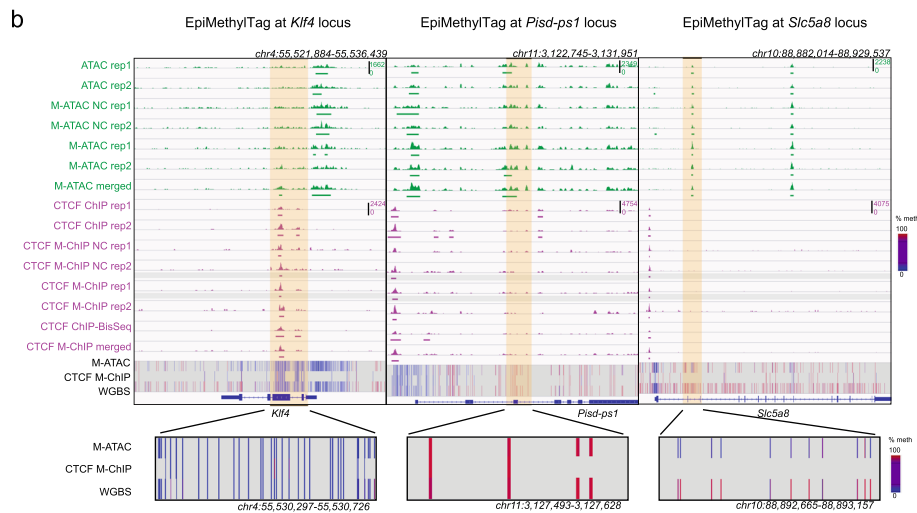 b
EpiMethylTag at Klf4 locus
EpiMethylTag at Pisd-ps1 locus
EpiMethylTag at Slc5a8 locus
chr4:55,521,884-55,536,439
chr11:3,122,745-3,131,951
chr10:88,882,014-88,929,537
ATAC rep1
1662
0
2349
0
2238
0
ATAC rep2
M-ATAC NC rep1
M-ATAC NC rep2
M-ATAC rep1
M-ATAC rep2
M-ATAC merged
CTCF ChIP rep1
2424
0
4754
0
4075
0
CTCF ChIP rep2
CTCF M-ChIP NC rep1
CTCF M-ChIP NC rep2
CTCF M-ChIP rep1
CTCF M-ChIP rep2
CTCF ChIP-BisSeq
CTCF M-ChIP merged
% meth
100
0
M-ATAC
CTCF M-ChIP
WGBS
Klf4
Pisd-ps1
Slc5a8
M-ATAC
CTCF M-ChIP
WGBS
% meth
100
0
chr4:55,530,297-55,530,726
chr11:3,127,493-3,127,628
chr10:88,892,665-88,893,157